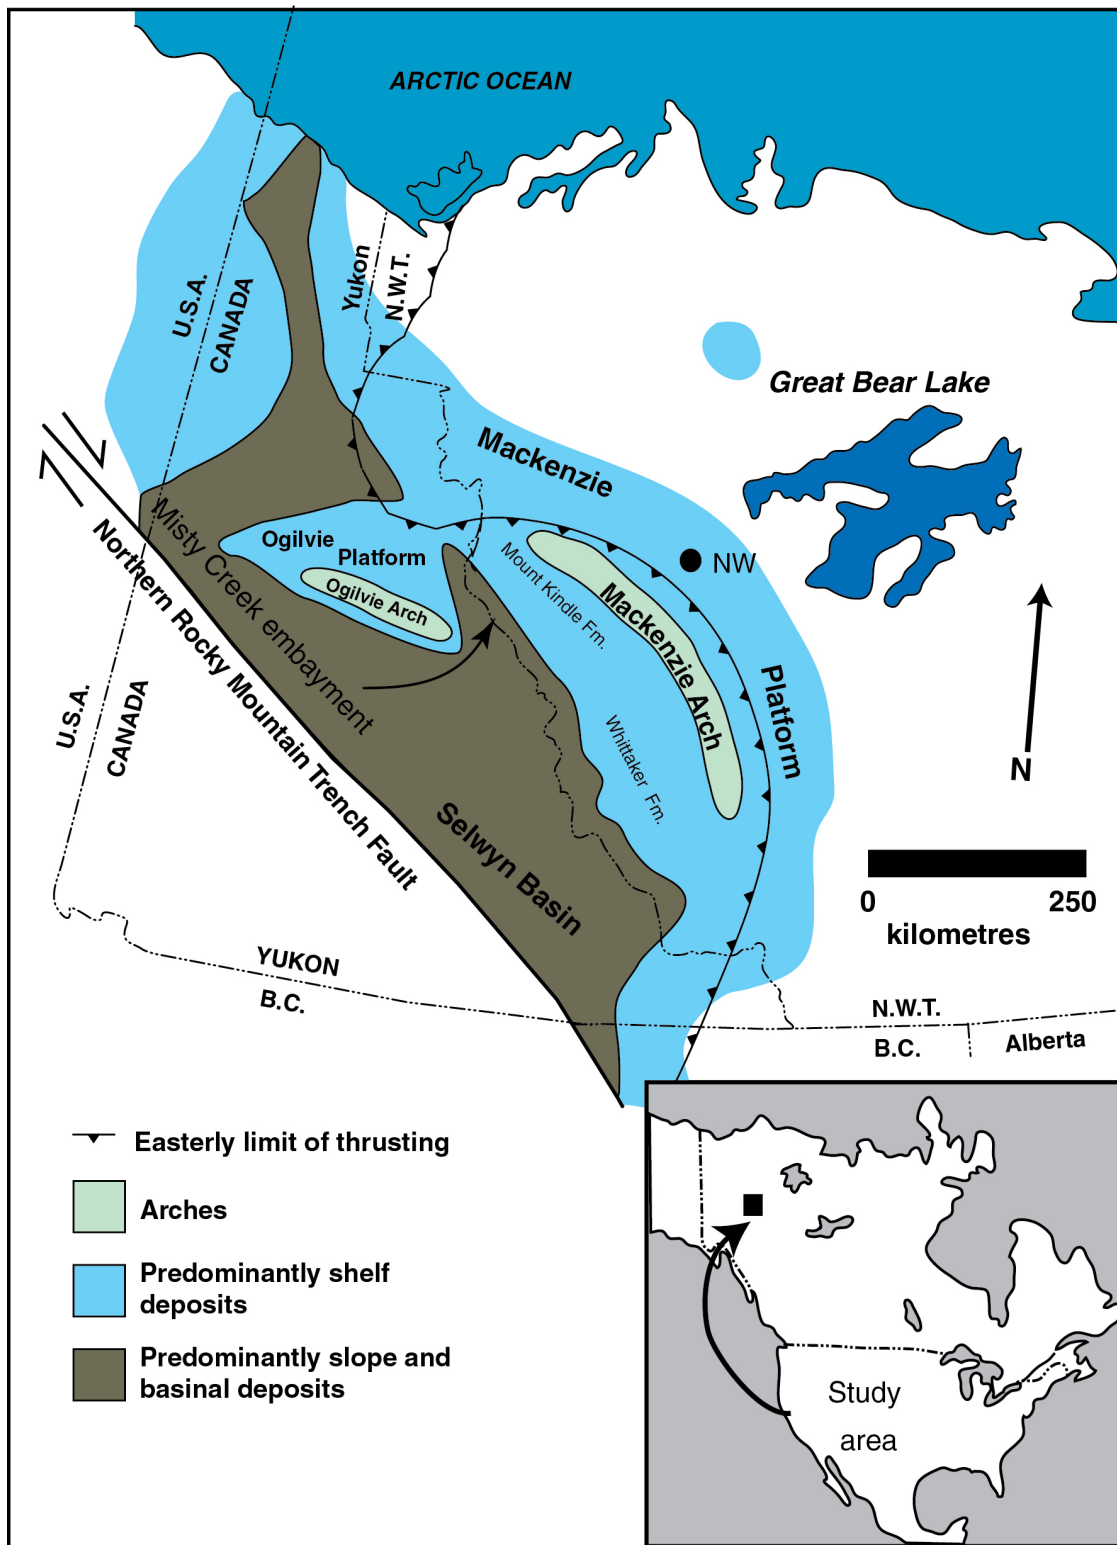 ARCTIC OCEAN
U.S.A.
CANADA
Yukon
N.W.T.
Great Bear Lake
Mackenzie
Platform
Misty Creek embayment
Ogilvie
Platform
Ogilvie Arch
Mount Kindle Fm.
Mackenzie Arch
NW
Northern Rocky Mountain Trench Fault
Whittaker Fm.
Selwyn Basin
U.S.A.
CANADA
N
0
250
kilometres
YUKON
B.C.
N.W.T.
B.C.
Alberta
Easterly limit of thrusting
Arches
Predominantly shelf
deposits
Predominantly slope and
basinal deposits
Study
area